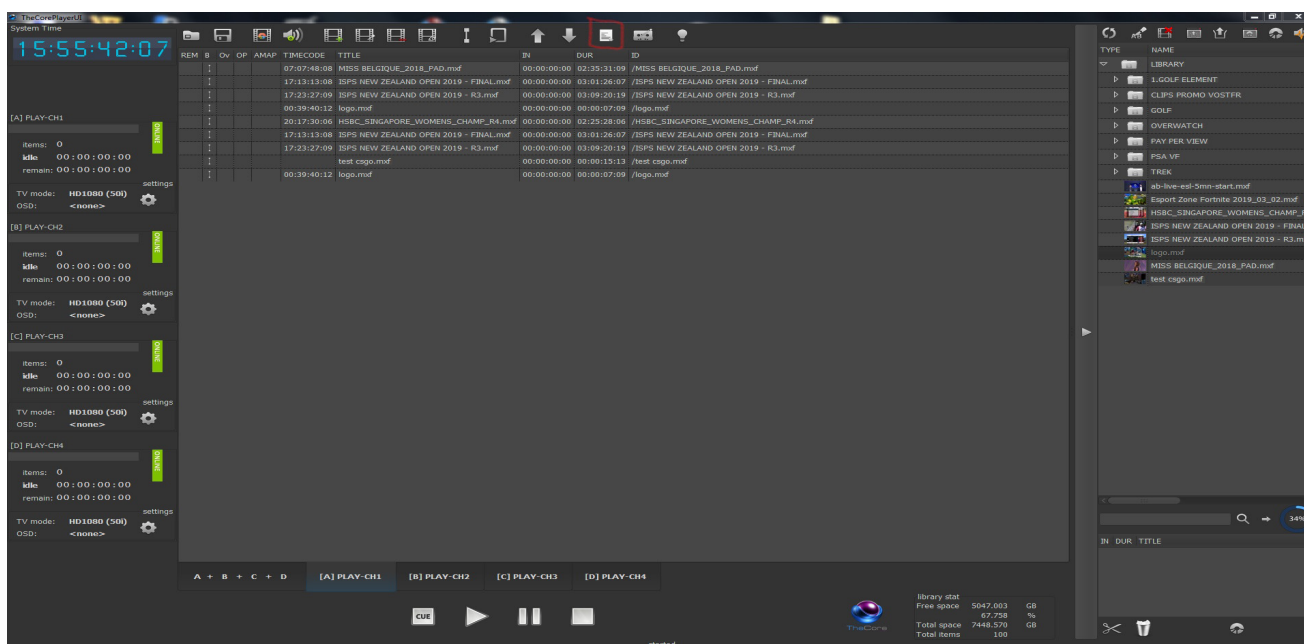 TheCorePlayerUI
System Time
15:55:42:07
REM B Ov OP AMAP TIMECODE TITLE IN DUR ID
07:07:48:08 MISS BELGIQUE_2018_PAD.mxf 00:00:00:00 02:35:31:09 /MISS BELGIQUE_2018_PAD.mxf
17:13:13:08 ISPS NEW ZEALAND OPEN 2019 - FINAL.mxf 00:00:00:00 03:01:26:07 /ISPS NEW ZEALAND OPEN 2019 - FINAL.mxf
17:23:27:09 ISPS NEW ZEALAND OPEN 2019 - R3.mxf 00:00:00:00 03:09:20:19 /ISPS NEW ZEALAND OPEN 2019 - R3.mxf
00:39:40:12 logo.mxf 00:00:00:00 00:00:07:09 /logo.mxf
20:17:30:06 HSBC_SINGAPORE_WOMENS_CHAMP_R4.mxf 00:00:00:00 02:25:28:06 /HSBC_SINGAPORE_WOMENS_CHAMP_R4.mxf
17:13:13:08 ISPS NEW ZEALAND OPEN 2019 - FINAL.mxf 00:00:00:00 03:01:26:07 /ISPS NEW ZEALAND OPEN 2019 - FINAL.mxf
17:23:27:09 ISPS NEW ZEALAND OPEN 2019 - R3.mxf 00:00:00:00 03:09:20:19 /ISPS NEW ZEALAND OPEN 2019 - R3.mxf
test csgo.mxf 00:00:00:00 00:00:15:13 /test csgo.mxf
00:39:40:12 logo.mxf 00:00:00:00 00:00:07:09 /logo.mxf
[A] PLAY-CH1
ONLINE
items: 0
idle 00:00:00:00
remain: 00:00:00:00
settings
TV mode: HD1080 (50i)
OSD: <none>
[B] PLAY-CH2
ONLINE
items: 0
idle 00:00:00:00
remain: 00:00:00:00
settings
TV mode: HD1080 (50i)
OSD: <none>
[C] PLAY-CH3
ONLINE
items: 0
idle 00:00:00:00
remain: 00:00:00:00
settings
TV mode: HD1080 (50i)
OSD: <none>
[D] PLAY-CH4
ONLINE
items: 0
idle 00:00:00:00
remain: 00:00:00:00
settings
TV mode: HD1080 (50i)
OSD: <none>
TYPE NAME
LIBRARY
1.GOLF ELEMENT
CLIPS PROMO VOSTFR
GOLF
OVERWATCH
PAY PER VIEW
PSA VF
TREK
ab-live-esl-5mn-start.mxf
Esport Zone Fortnite 2019_03_02.mxf
HSBC_SINGAPORE_WOMENS_CHAMP_
ISPS NEW ZEALAND OPEN 2019 - FINAL
ISPS NEW ZEALAND OPEN 2019 - R3.m
logo.mxf
MISS BELGIQUE_2018_PAD.mxf
test csgo.mxf
34%
IN DUR TITLE
A + B + C + D [A] PLAY-CH1 [B] PLAY-CH2 [C] PLAY-CH3 [D] PLAY-CH4
CUE
TheCore
library stat
Free space 5047.003 GB
67.758 %
Total space 7448.570 GB
Total items 100